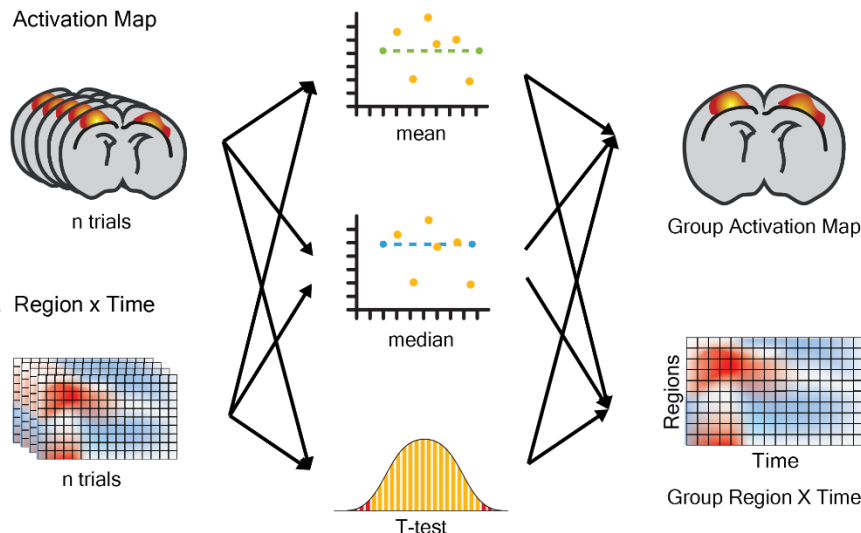 Activation Map
n trials
Region x Time
n trials
mean
median
T-test
Group Activation Map
Regions
Time
Group Region X Time